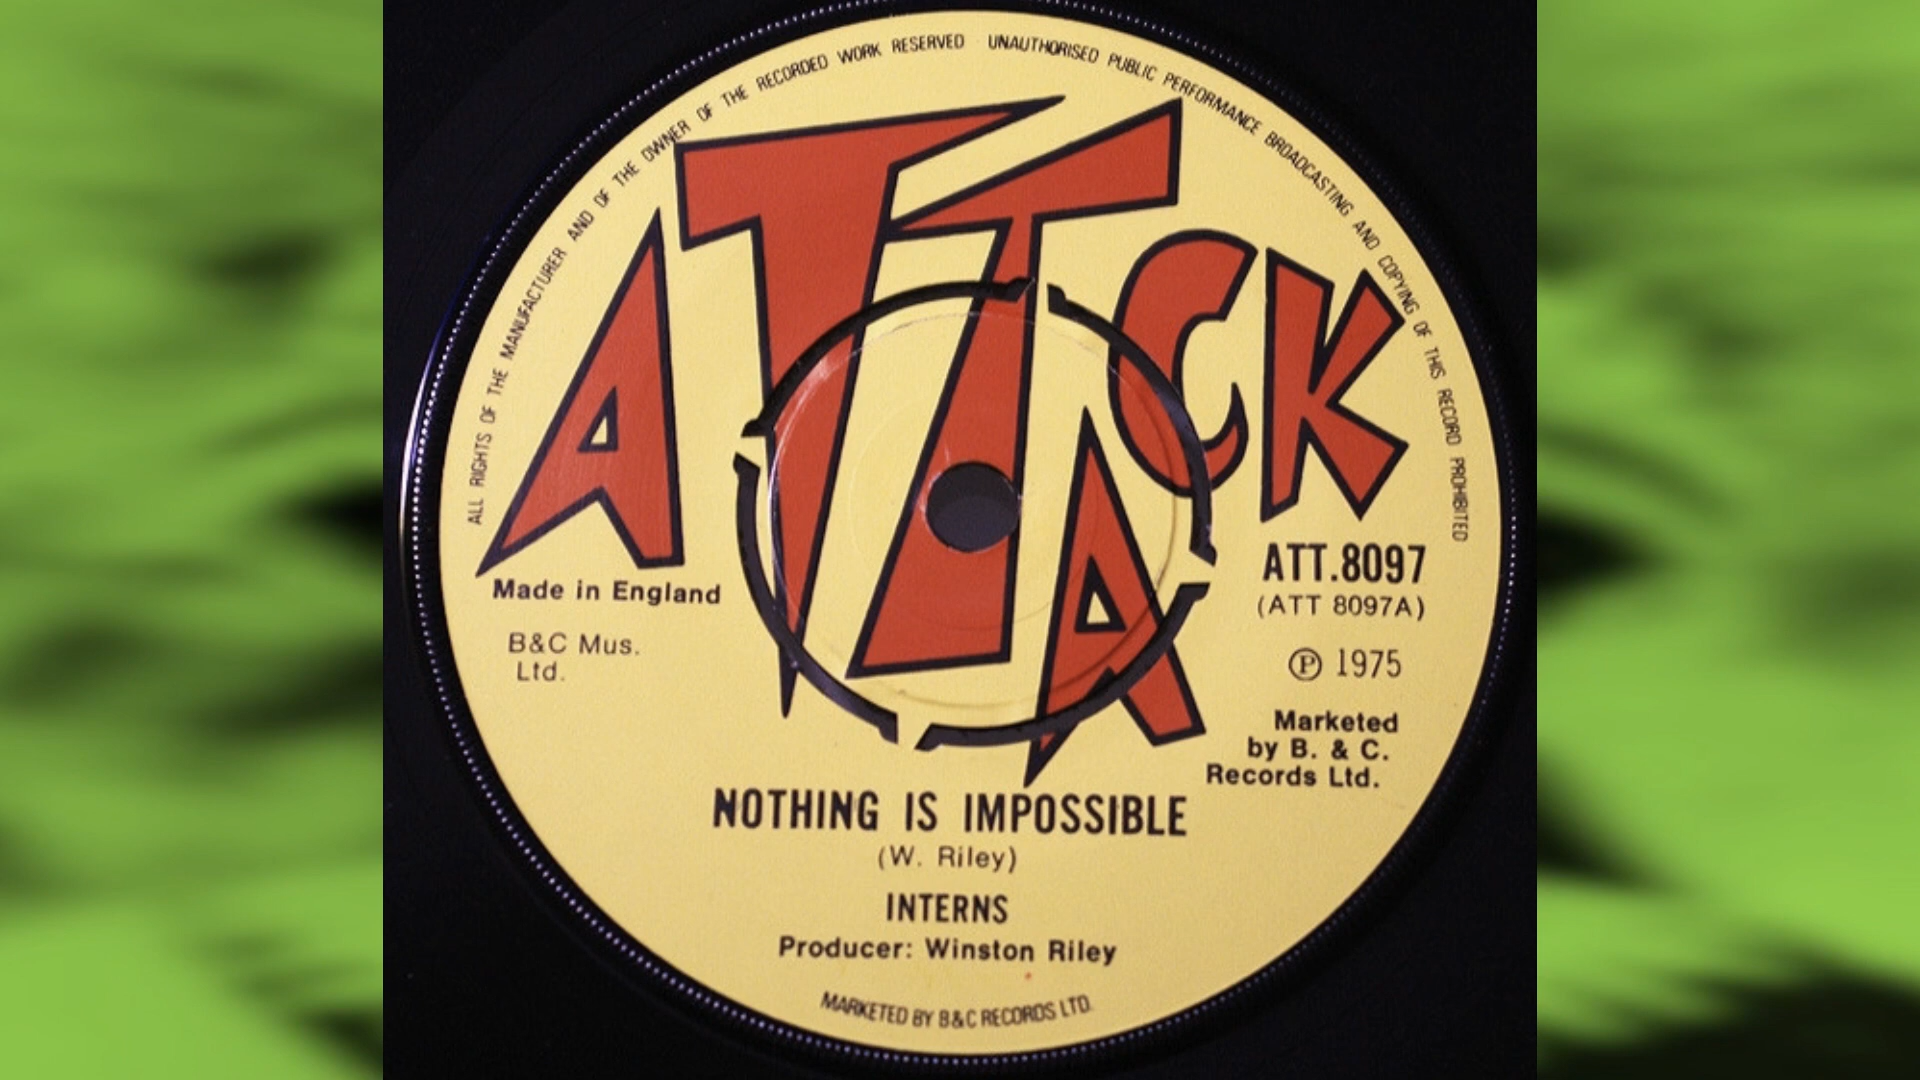 ALL RIGHTS OF THE MANUFACTURER AND OF THE OWNER OF THE RECORDED WORK RESERVED UNAUTHORISED PUBLIC PERFORMANCE BROADCASTING AND COPYING OF THIS RECORD PROHIBITED
ATTACK
Made in England
B&C Mus.
Ltd.
ATT.8097
(ATT 8097A)
Ⓟ 1975
Marketed
by B. & C.
Records Ltd.
NOTHING IS IMPOSSIBLE
(W. Riley)
INTERNS
Producer: Winston Riley
MARKETED BY B&C RECORDS LTD.